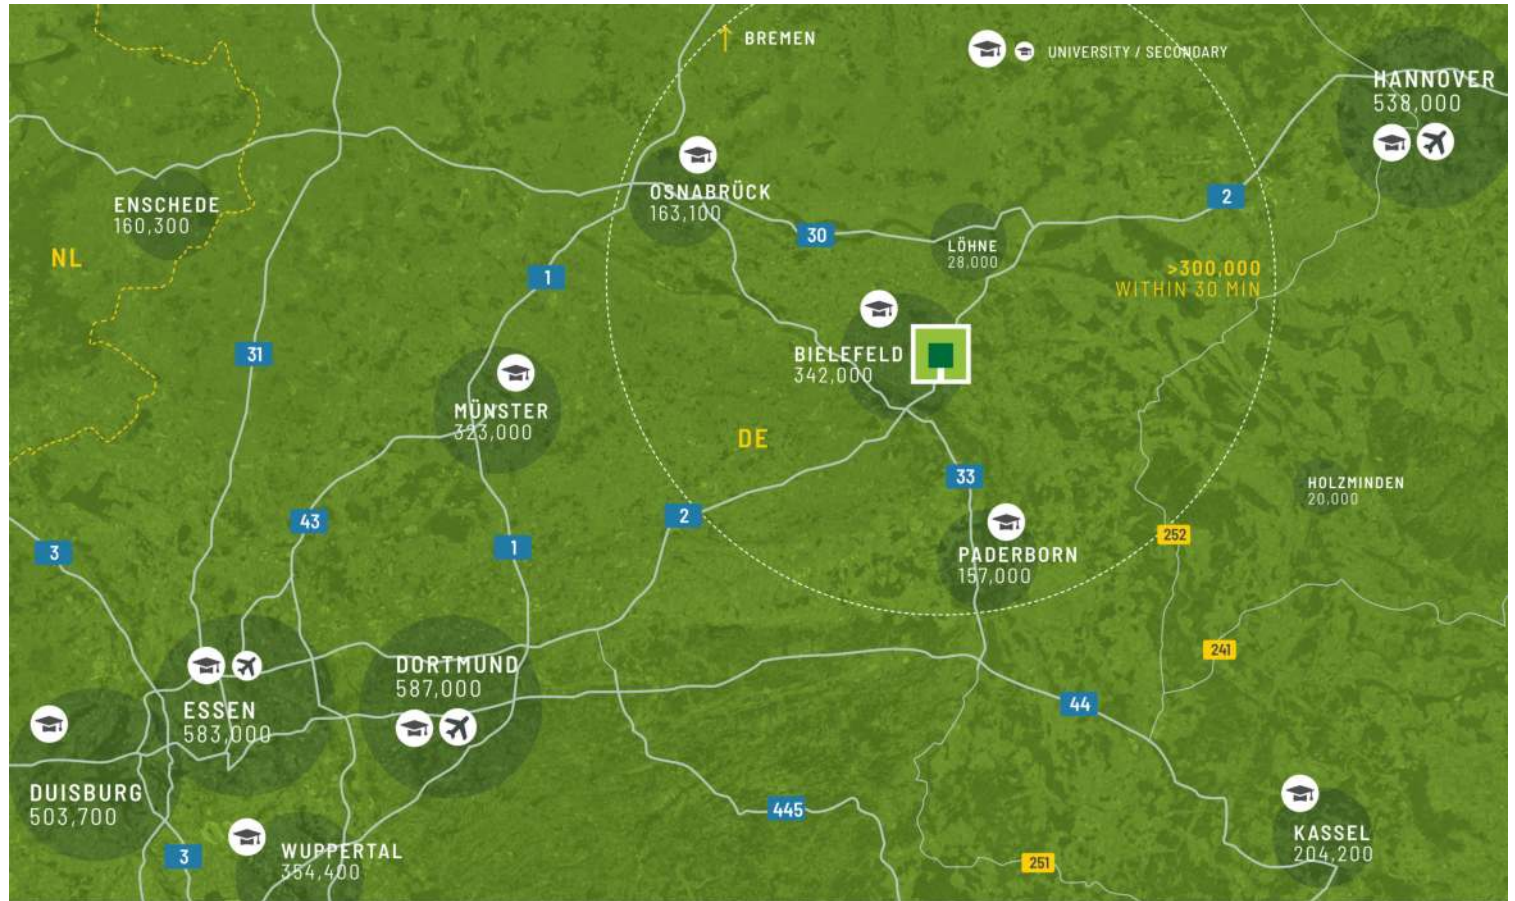 BREMEN
UNIVERSITY / SECONDARY
HANNOVER
538,000
ENSCHEDE
160,300
OSNABRÜCK
163,100
2
30
LÖHNE
28,000
NL
1
>300,000
WITHIN 30 MIN
31
BIELEFELD
342,000
MÜNSTER
323,000
DE
33
HOLZMINDEN
20,000
43
2
3
1
252
PADERBORN
157,000
241
DORTMUND
587,000
ESSEN
583,000
44
DUISBURG
503,700
445
KASSEL
204,200
3
WUPPERTAL
354,400
251